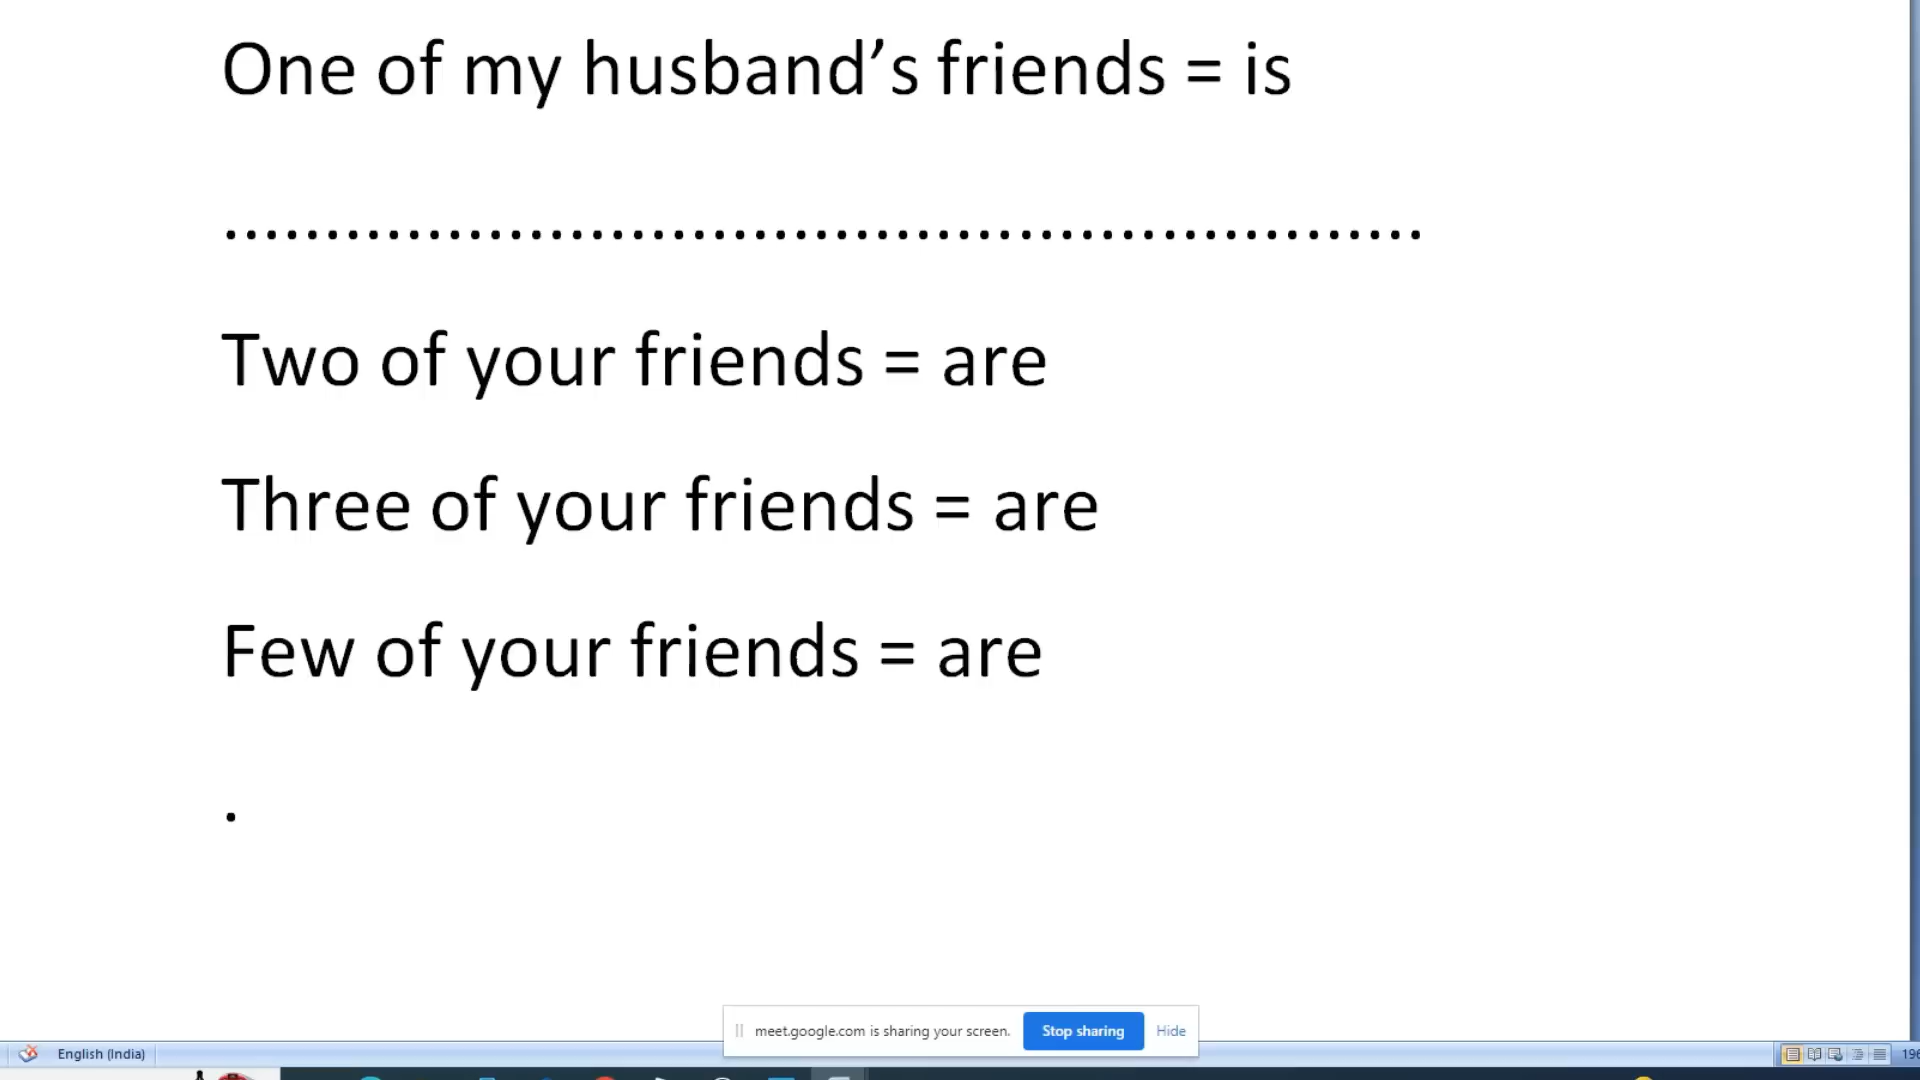 One of my husband’s friends = is
...........................................................
Two of your friends = are
Three of your friends = are
Few of your friends = are
.
meet.google.com is sharing your screen. Stop sharing Hide
English (India)